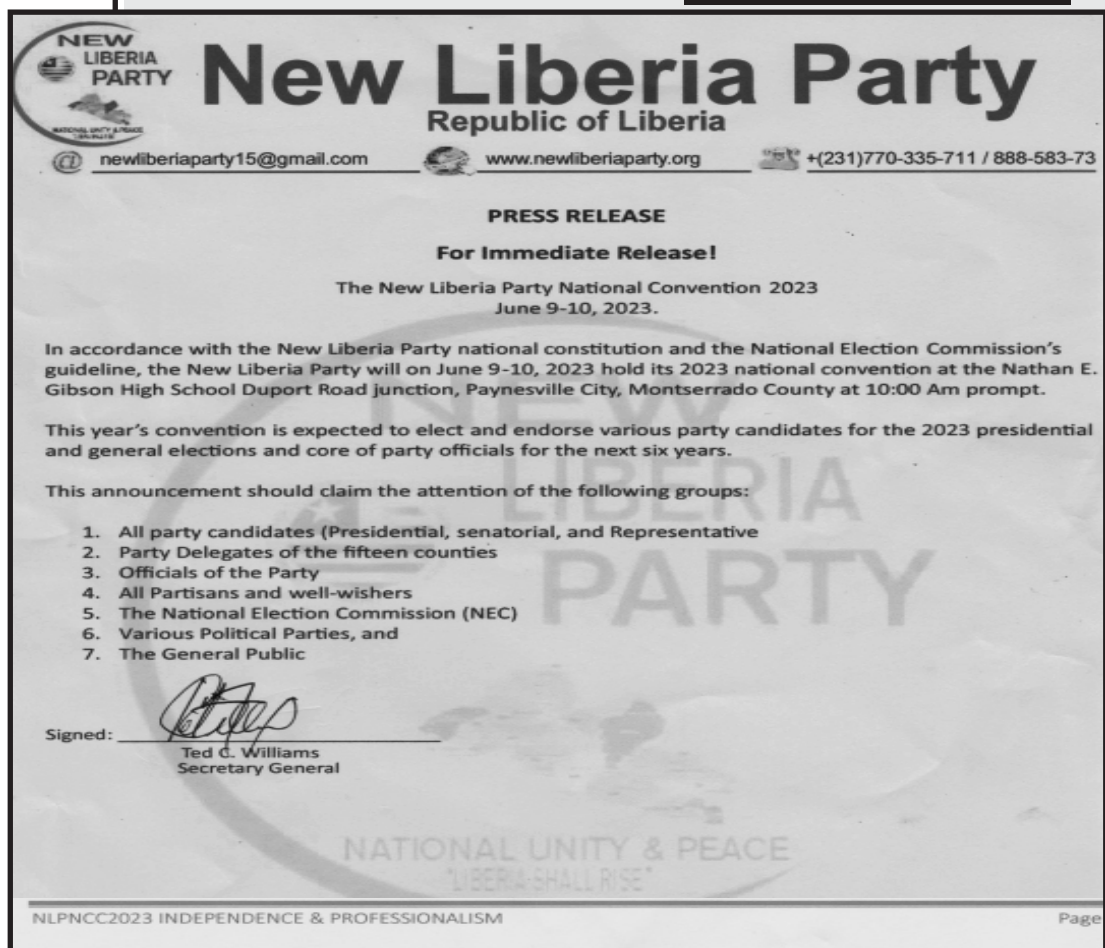 NEW
LIBERIA
PARTY
NATIONAL UNITY & PEACE
New Liberia Party
Republic of Liberia
@ newliberiaparty15@gmail.com www.newliberiaparty.org +(231)770-335-711 / 888-583-73
PRESS RELEASE
For Immediate Release!
The New Liberia Party National Convention 2023
June 9-10, 2023.
In accordance with the New Liberia Party national constitution and the National Election Commission's
guideline, the New Liberia Party will on June 9-10, 2023 hold its 2023 national convention at the Nathan E.
Gibson High School Duport Road junction, Paynesville City, Montserrado County at 10:00 Am prompt.
This year's convention is expected to elect and endorse various party candidates for the 2023 presidential
and general elections and core of party officials for the next six years.
This announcement should claim the attention of the following groups:
1. All party candidates (Presidential, senatorial, and Representative
2. Party Delegates of the fifteen counties
3. Officials of the Party
4. All Partisans and well-wishers
5. The National Election Commission (NEC)
6. Various Political Parties, and
7. The General Public
Signed:
Ted C. Williams
Secretary General
NEW
LIBERIA
PARTY
NATIONAL UNITY & PEACE
"LIBERIA SHALL RISE"
NLPNCC2023 INDEPENDENCE & PROFESSIONALISM Page